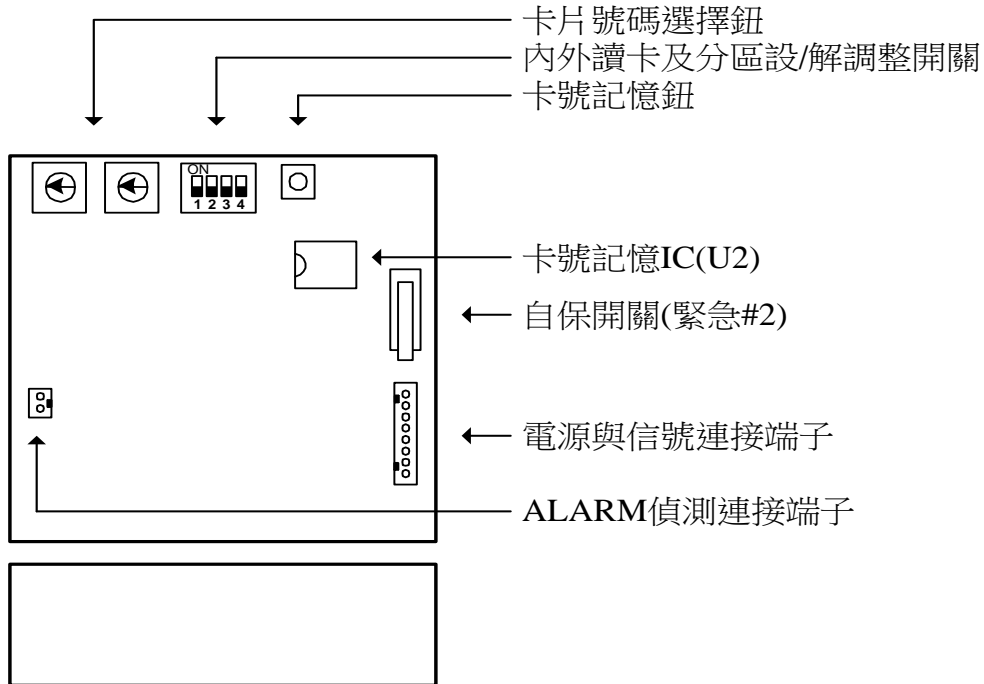 卡片號碼選擇鈕
內外讀卡及分區設/解調整開關
卡號記憶鈕
ON
1 2 3 4
卡號記憶IC(U2)
自保開關(緊急#2)
電源與信號連接端子
ALARM偵測連接端子